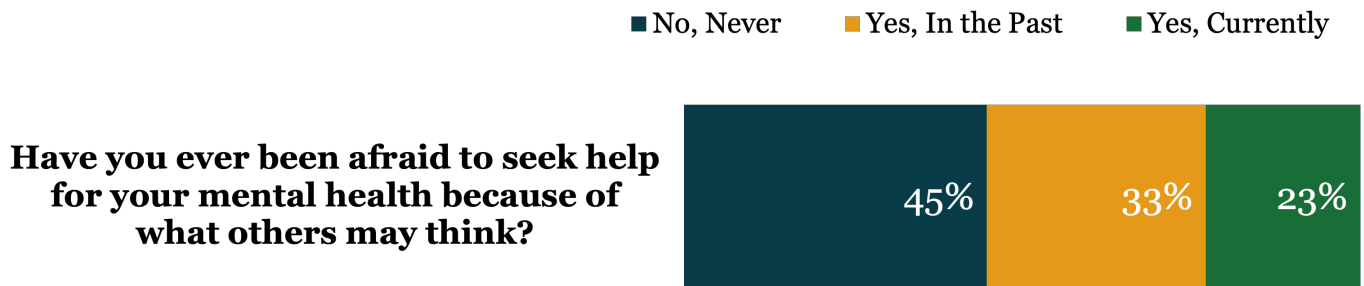 No, Never Yes, In the Past Yes, Currently
Have you ever been afraid to seek help
for your mental health because of
what others may think?
45% 33% 23%